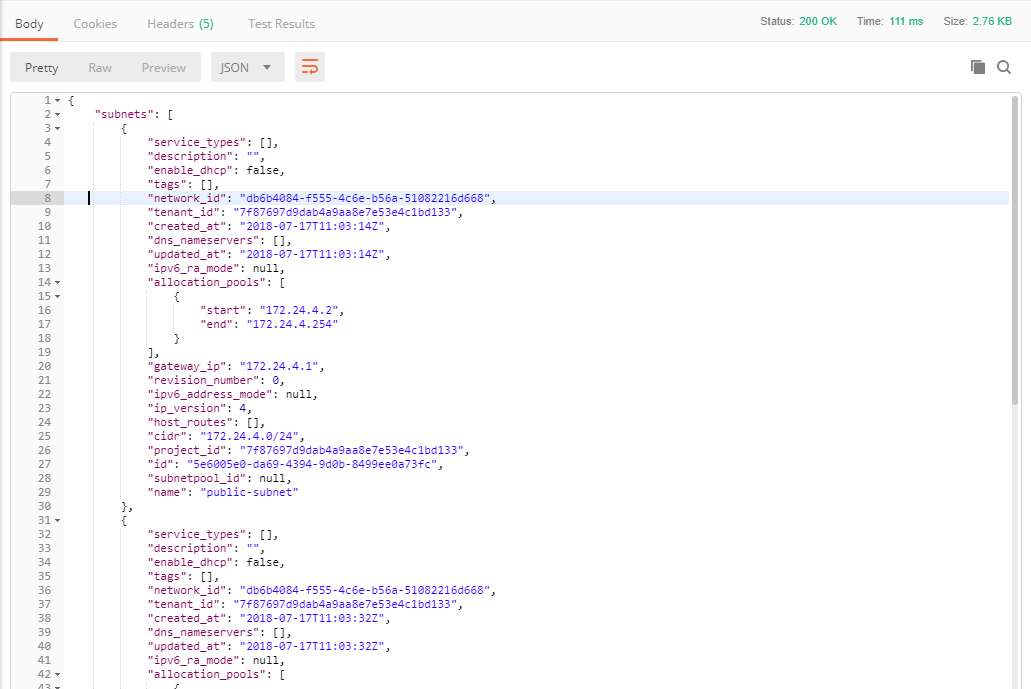 Body Cookies Headers (5) Test Results Status: 200 OK Time: 111 ms Size: 2.76 KB
Pretty Raw Preview JSON
1 {
2 "subnets": [
3 {
4 "service_types": [],
5 "description": "",
6 "enable_dhcp": false,
7 "tags": [],
8 "network_id": "db6b4084-f555-4c6e-b56a-51082216d668",
9 "tenant_id": "7f87697d9dab4a9aa8e7e53e4c1bd133",
10 "created_at": "2018-07-17T11:03:14Z",
11 "dns_nameservers": [],
12 "updated_at": "2018-07-17T11:03:14Z",
13 "ipv6_ra_mode": null,
14 "allocation_pools": [
15 {
16 "start": "172.24.4.2",
17 "end": "172.24.4.254"
18 }
19 ],
20 "gateway_ip": "172.24.4.1",
21 "revision_number": 0,
22 "ipv6_address_mode": null,
23 "ip_version": 4,
24 "host_routes": [],
25 "cidr": "172.24.4.0/24",
26 "project_id": "7f87697d9dab4a9aa8e7e53e4c1bd133",
27 "id": "5e6005e0-da69-4394-9d0b-8499ee0a73fc",
28 "subnetpool_id": null,
29 "name": "public-subnet"
30 },
31 {
32 "service_types": [],
33 "description": "",
34 "enable_dhcp": false,
35 "tags": [],
36 "network_id": "db6b4084-f555-4c6e-b56a-51082216d668",
37 "tenant_id": "7f87697d9dab4a9aa8e7e53e4c1bd133",
38 "created_at": "2018-07-17T11:03:32Z",
39 "dns_nameservers": [],
40 "updated_at": "2018-07-17T11:03:32Z",
41 "ipv6_ra_mode": null,
42 "allocation_pools": [
43 {